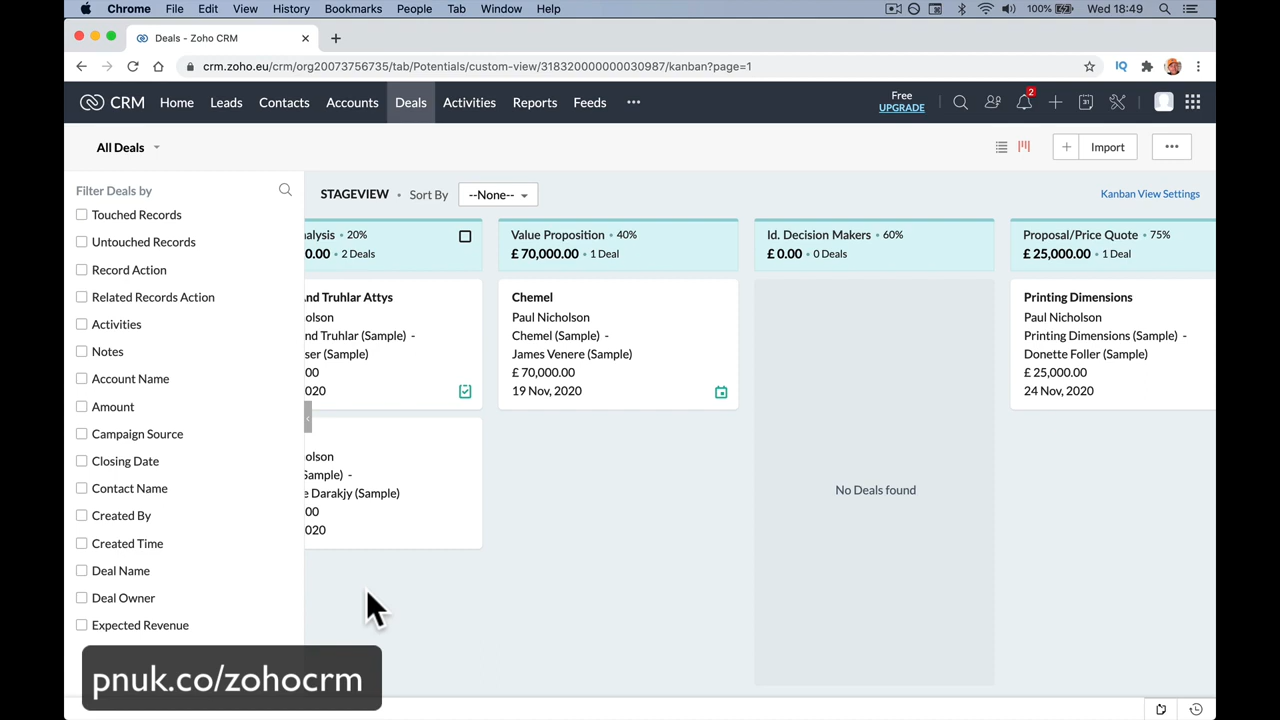 Chrome File Edit View History Bookmarks People Tab Window Help 100% Wed 18:49
Deals - Zoho CRM
crm.zoho.eu/crm/org20073756735/tab/Potentials/custom-view/318320000000030987/kanban?page=1 IQ
CRM Home Leads Contacts Accounts Deals Activities Reports Feeds ••• Free 2
UPGRADE
All Deals Import
Filter Deals by
STAGEVIEW • Sort By --None-- Kanban View Settings
Touched Records
Untouched Records
Record Action
Related Records Action
Activities
Notes
Account Name
Amount
Campaign Source
Closing Date
Contact Name
Created By
Created Time
Deal Name
Deal Owner
Expected Revenue
alysis • 20%
0.00 • 2 Deals
And Truhlar Attys
olson
nd Truhlar (Sample) -
ser (Sample)
00
020
olson
Sample) -
e Darakjy (Sample)
00
020
Value Proposition • 40%
£ 70,000.00 • 1 Deal
Chemel
Paul Nicholson
Chemel (Sample) -
James Venere (Sample)
£ 70,000.00
19 Nov, 2020
Id. Decision Makers • 60%
£ 0.00 • 0 Deals
No Deals found
Proposal/Price Quote • 75%
£ 25,000.00 • 1 Deal
Printing Dimensions
Paul Nicholson
Printing Dimensions (Sample) -
Donette Foller (Sample)
£ 25,000.00
24 Nov, 2020
pnuk.co/zohocrm